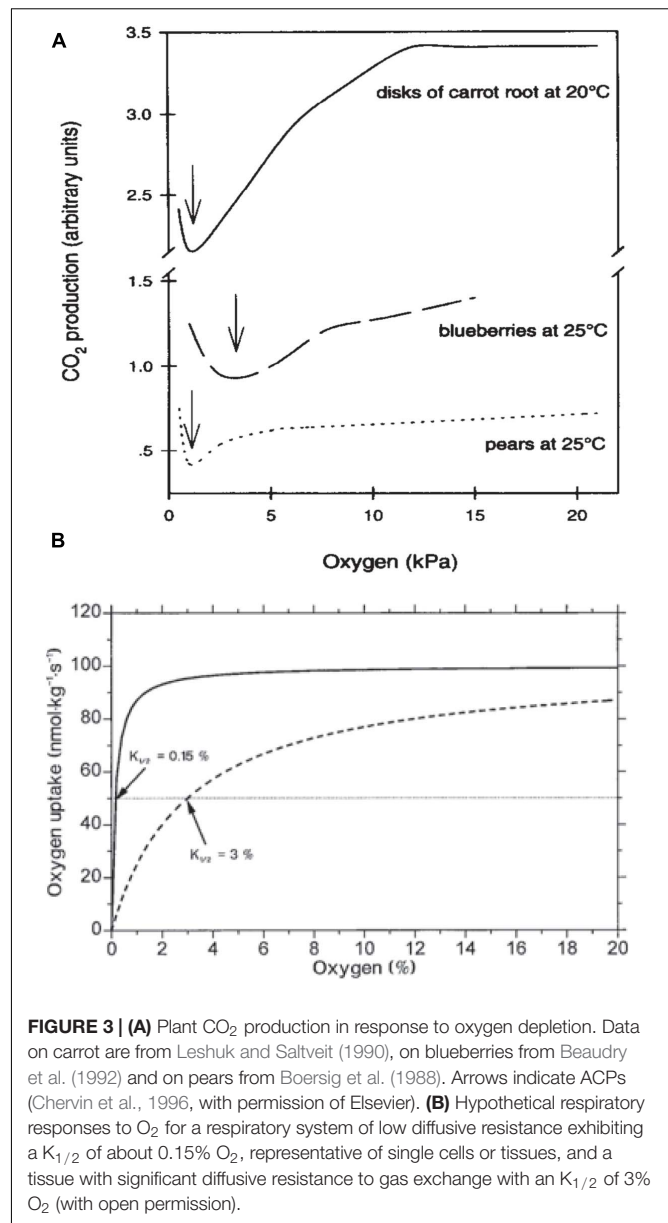 A
3.5
disks of carrot root at 20°C
3.0
2.5
1.5
blueberries at 25°C
1.0
pears at 25°C
.5
CO₂ production (arbitrary units)
0 5 10 15 20
Oxygen (kPa)
B
120
100
80
60
40
20
0
Oxygen uptake (nmol·kg⁻¹·s⁻¹)
K₁/₂ = 0.15 %
K₁/₂ = 3 %
0 2 4 6 8 10 12 14 16 18 20
Oxygen (%)
FIGURE 3 | (A) Plant CO₂ production in response to oxygen depletion. Data
on carrot are from Leshuk and Saltveit (1990), on blueberries from Beaudry
et al. (1992) and on pears from Boersig et al. (1988). Arrows indicate ACPs
(Chervin et al., 1996, with permission of Elsevier). (B) Hypothetical respiratory
responses to O₂ for a respiratory system of low diffusive resistance exhibiting
a K₁/₂ of about 0.15% O₂, representative of single cells or tissues, and a
tissue with significant diffusive resistance to gas exchange with an K₁/₂ of 3%
O₂ (with open permission).